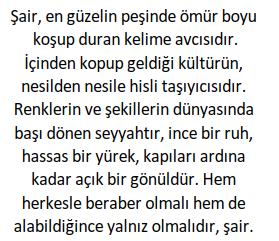 Şair, en güzelin peşinde ömür boyu
koşup duran kelime avcısıdır.
İçinden kopup geldiği kültürün,
nesilden nesile hisli taşıyıcısıdır.
Renklerin ve şekillerin dünyasında
başı dönen seyyahtır, ince bir ruh,
hassas bir yürek, kapıları ardına
kadar açık bir gönüldür. Hem
herkesle beraber olmalı hem de
alabildiğince yalnız olmalıdır, şair.